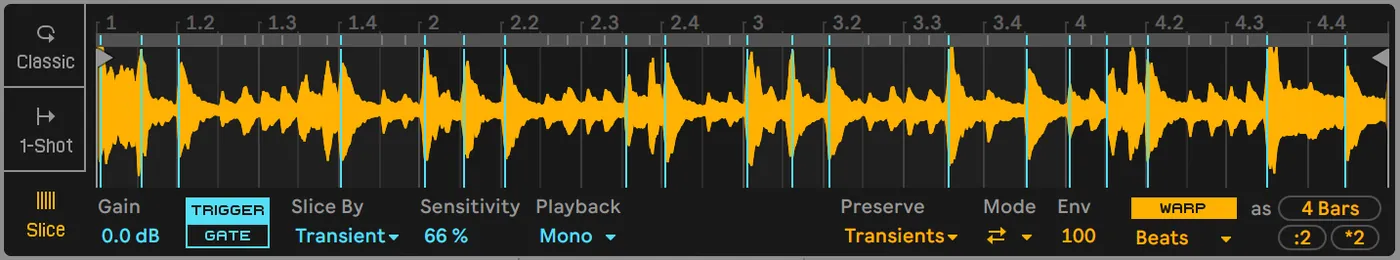 1 1.2 1.3 1.4 2 2.2 2.3 2.4 3 3.2 3.3 3.4 4 4.2 4.3 4.4
Classic
1-Shot
Slice
Gain TRIGGER Slice By Sensitivity Playback Preserve Mode Env WARP as 4 Bars
0.0 dB GATE Transient 66 % Mono Transients 100 Beats :2 *2